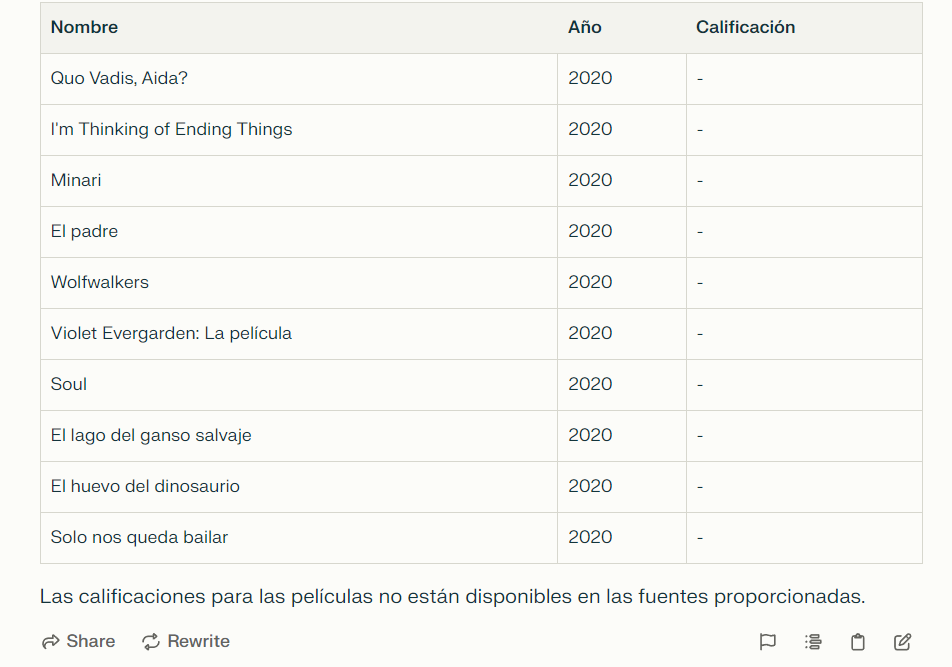 Nombre Año Calificación
Quo Vadis, Aida? 2020 -
I'm Thinking of Ending Things 2020 -
Minari 2020 -
El padre 2020 -
Wolfwalkers 2020 -
Violet Evergarden: La película 2020 -
Soul 2020 -
El lago del ganso salvaje 2020 -
El huevo del dinosaurio 2020 -
Solo nos queda bailar 2020 -
Las calificaciones para las películas no están disponibles en las fuentes proporcionadas.
Share Rewrite